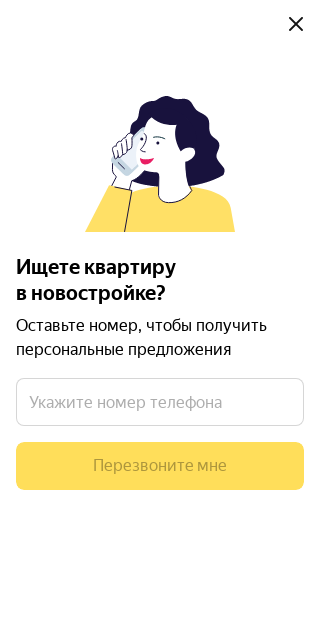 Ищете квартиру
в новостройке?
Оставьте номер, чтобы получить
персональные предложения
Укажите номер телефона
Перезвоните мне